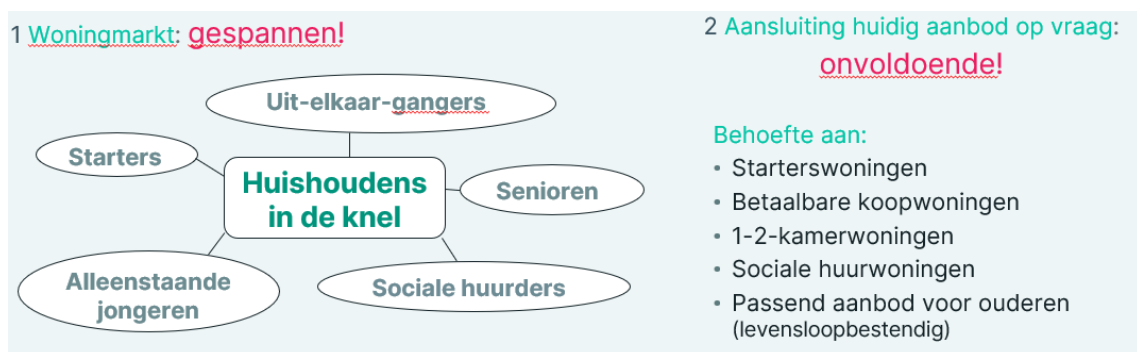 1 Woningmarkt: gespannen!
Uit-elkaar-gangers
Starters
Huishoudens
in de knel
Senioren
Alleenstaande
jongeren
Sociale huurders
2 Aansluiting huidig aanbod op vraag:
onvoldoende!
Behoefte aan:
• Starterswoningen
• Betaalbare koopwoningen
• 1-2-kamerwoningen
• Sociale huurwoningen
• Passend aanbod voor ouderen
(levensloopbestendig)